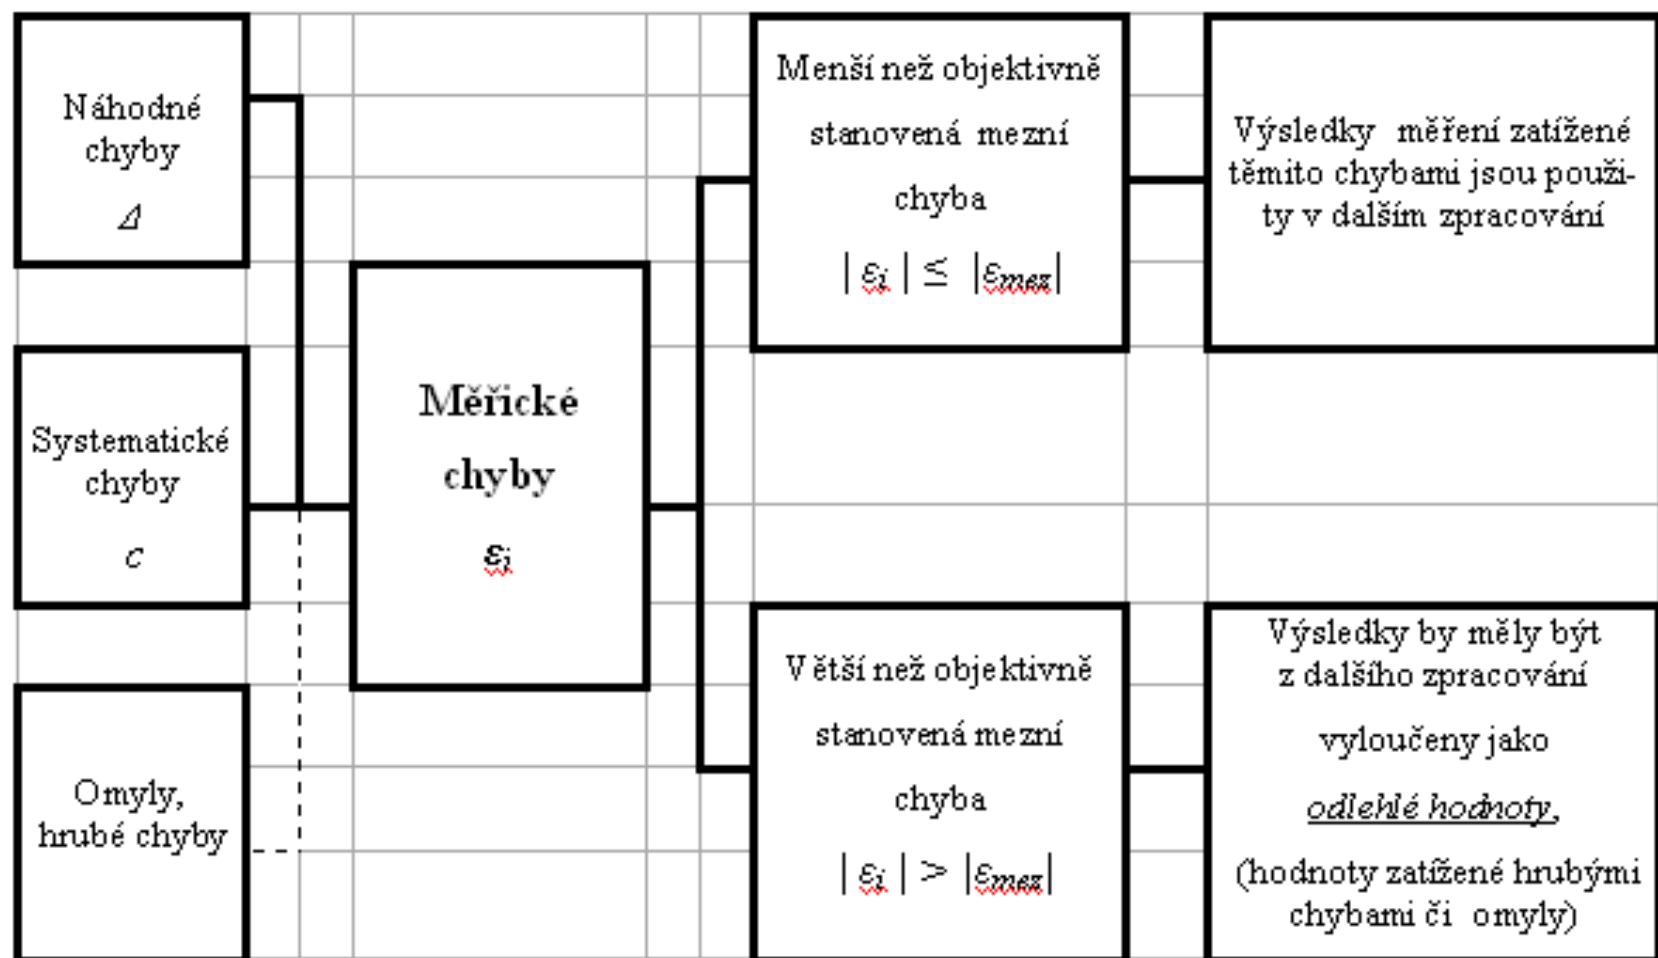 Náhodné
chyby
Δ
Systematické
chyby
c
Omyly,
hrubé chyby
Měřické
chyby
εi
Menší než objektivně
stanovená mezní
chyba
| εi | ≤ |εmez|
Větší než objektivně
stanovená mezní
chyba
| εi | > |εmez|
Výsledky měření zatížené
těmito chybami jsou použi-
ty v dalším zpracování
Výsledky by měly být
z dalšího zpracování
vyloučeny jako
odlehlé hodnoty,
(hodnoty zatížené hrubými
chybami či omyly)